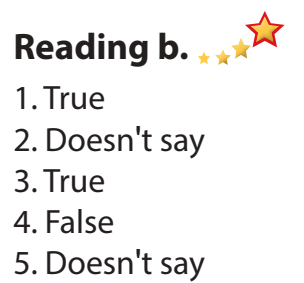 Reading b.
1. True
2. Doesn't say
3. True
4. False
5. Doesn't say